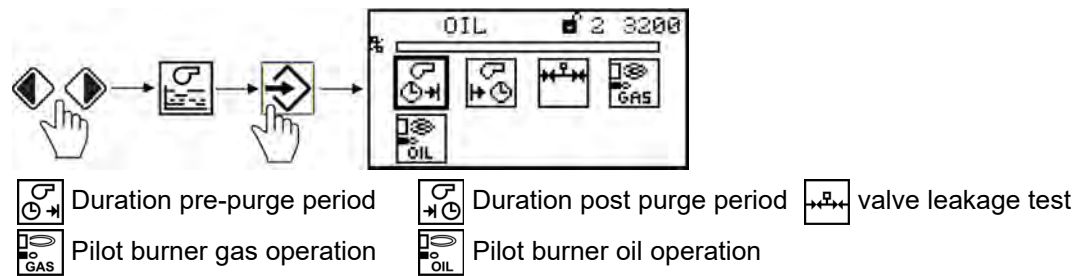 OIL 2 3200
%
GAS
OIL
Duration pre-purge period Duration post purge period valve leakage test
GAS Pilot burner gas operation OIL Pilot burner oil operation